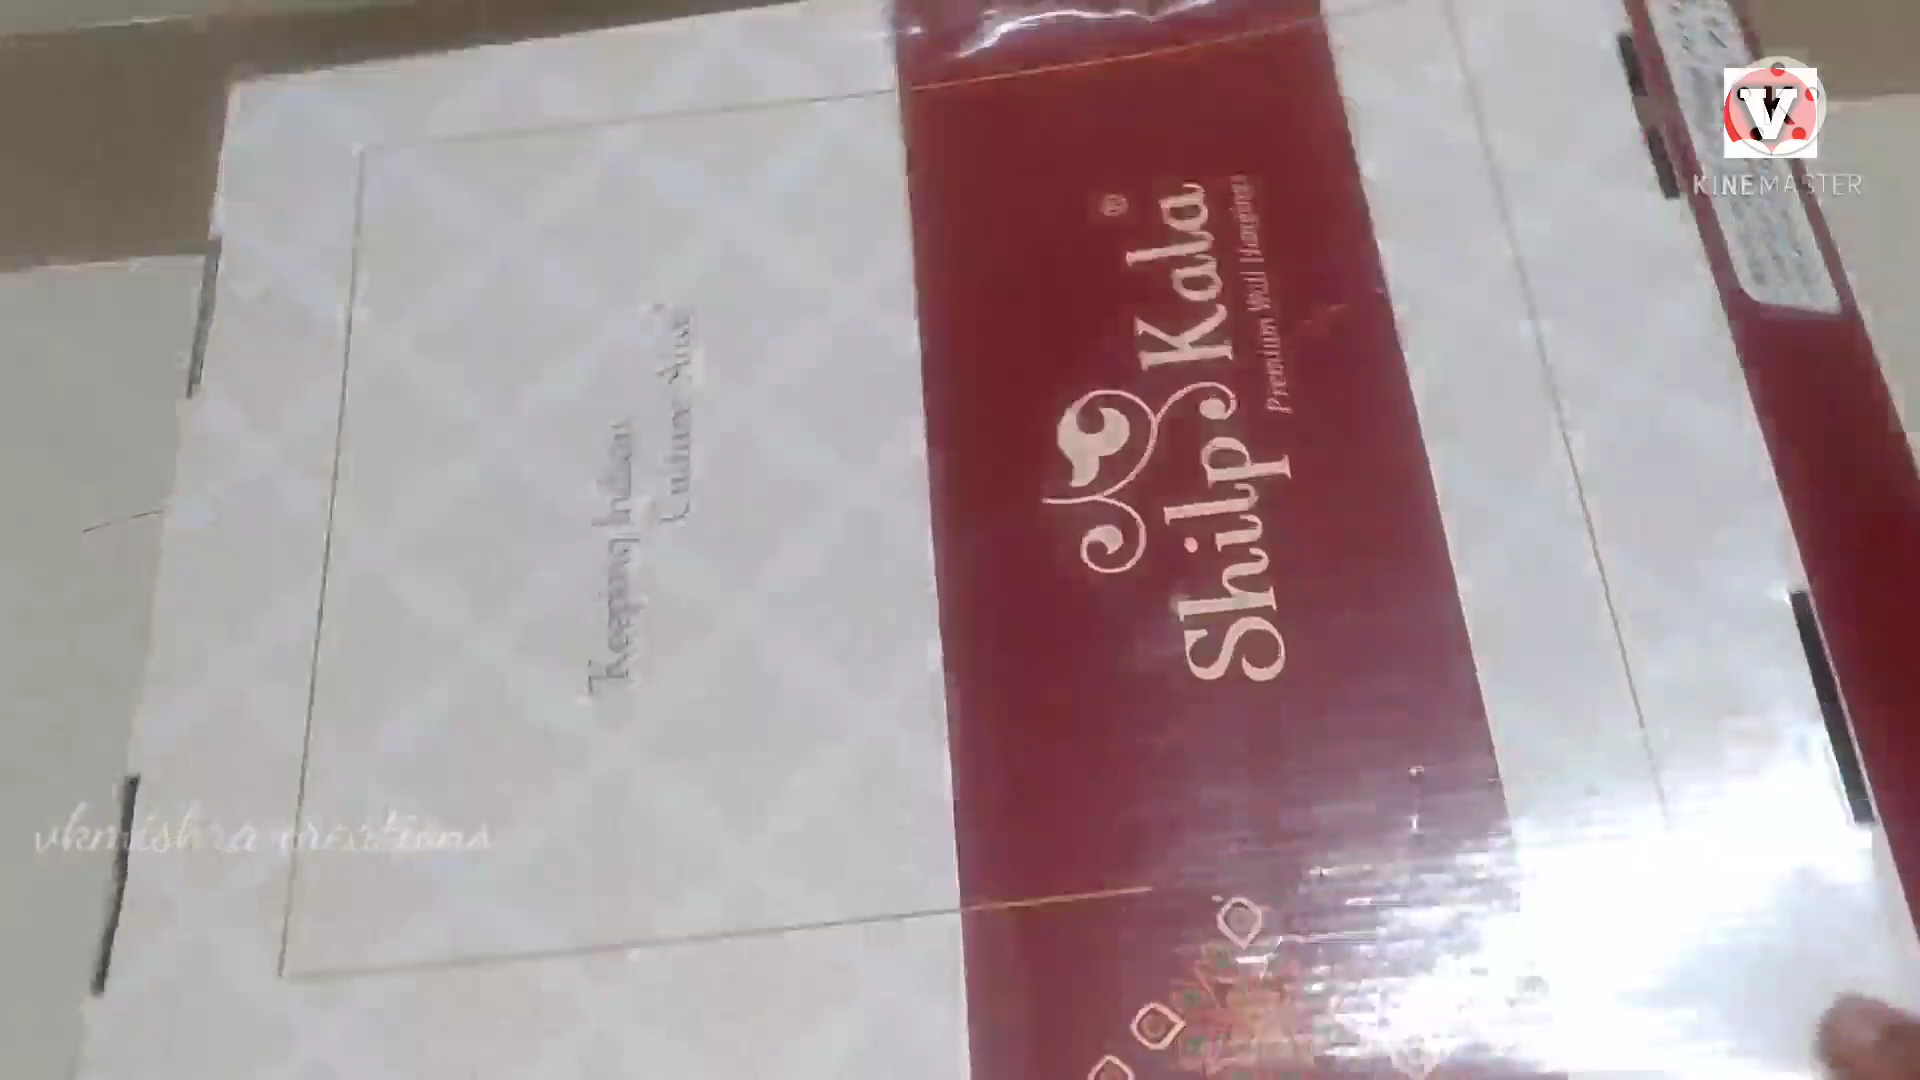 Shilp Kala ®
Premium Wall Hangings
Keeping Indian
Culture Alive
V
KINEMASTER
vkmishra creations